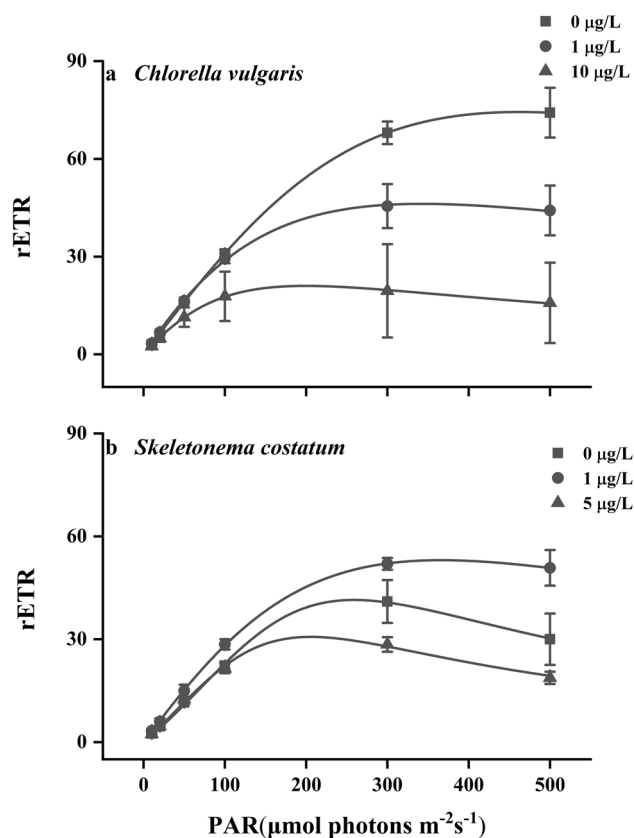 0 μg/L
1 μg/L
10 μg/L
a Chlorella vulgaris
90
60
30
0
rETR
b Skeletonema costatum
0 μg/L
1 μg/L
5 μg/L
90
60
30
0
rETR
0 100 200 300 400 500
PAR(μmol photons m⁻²s⁻¹)